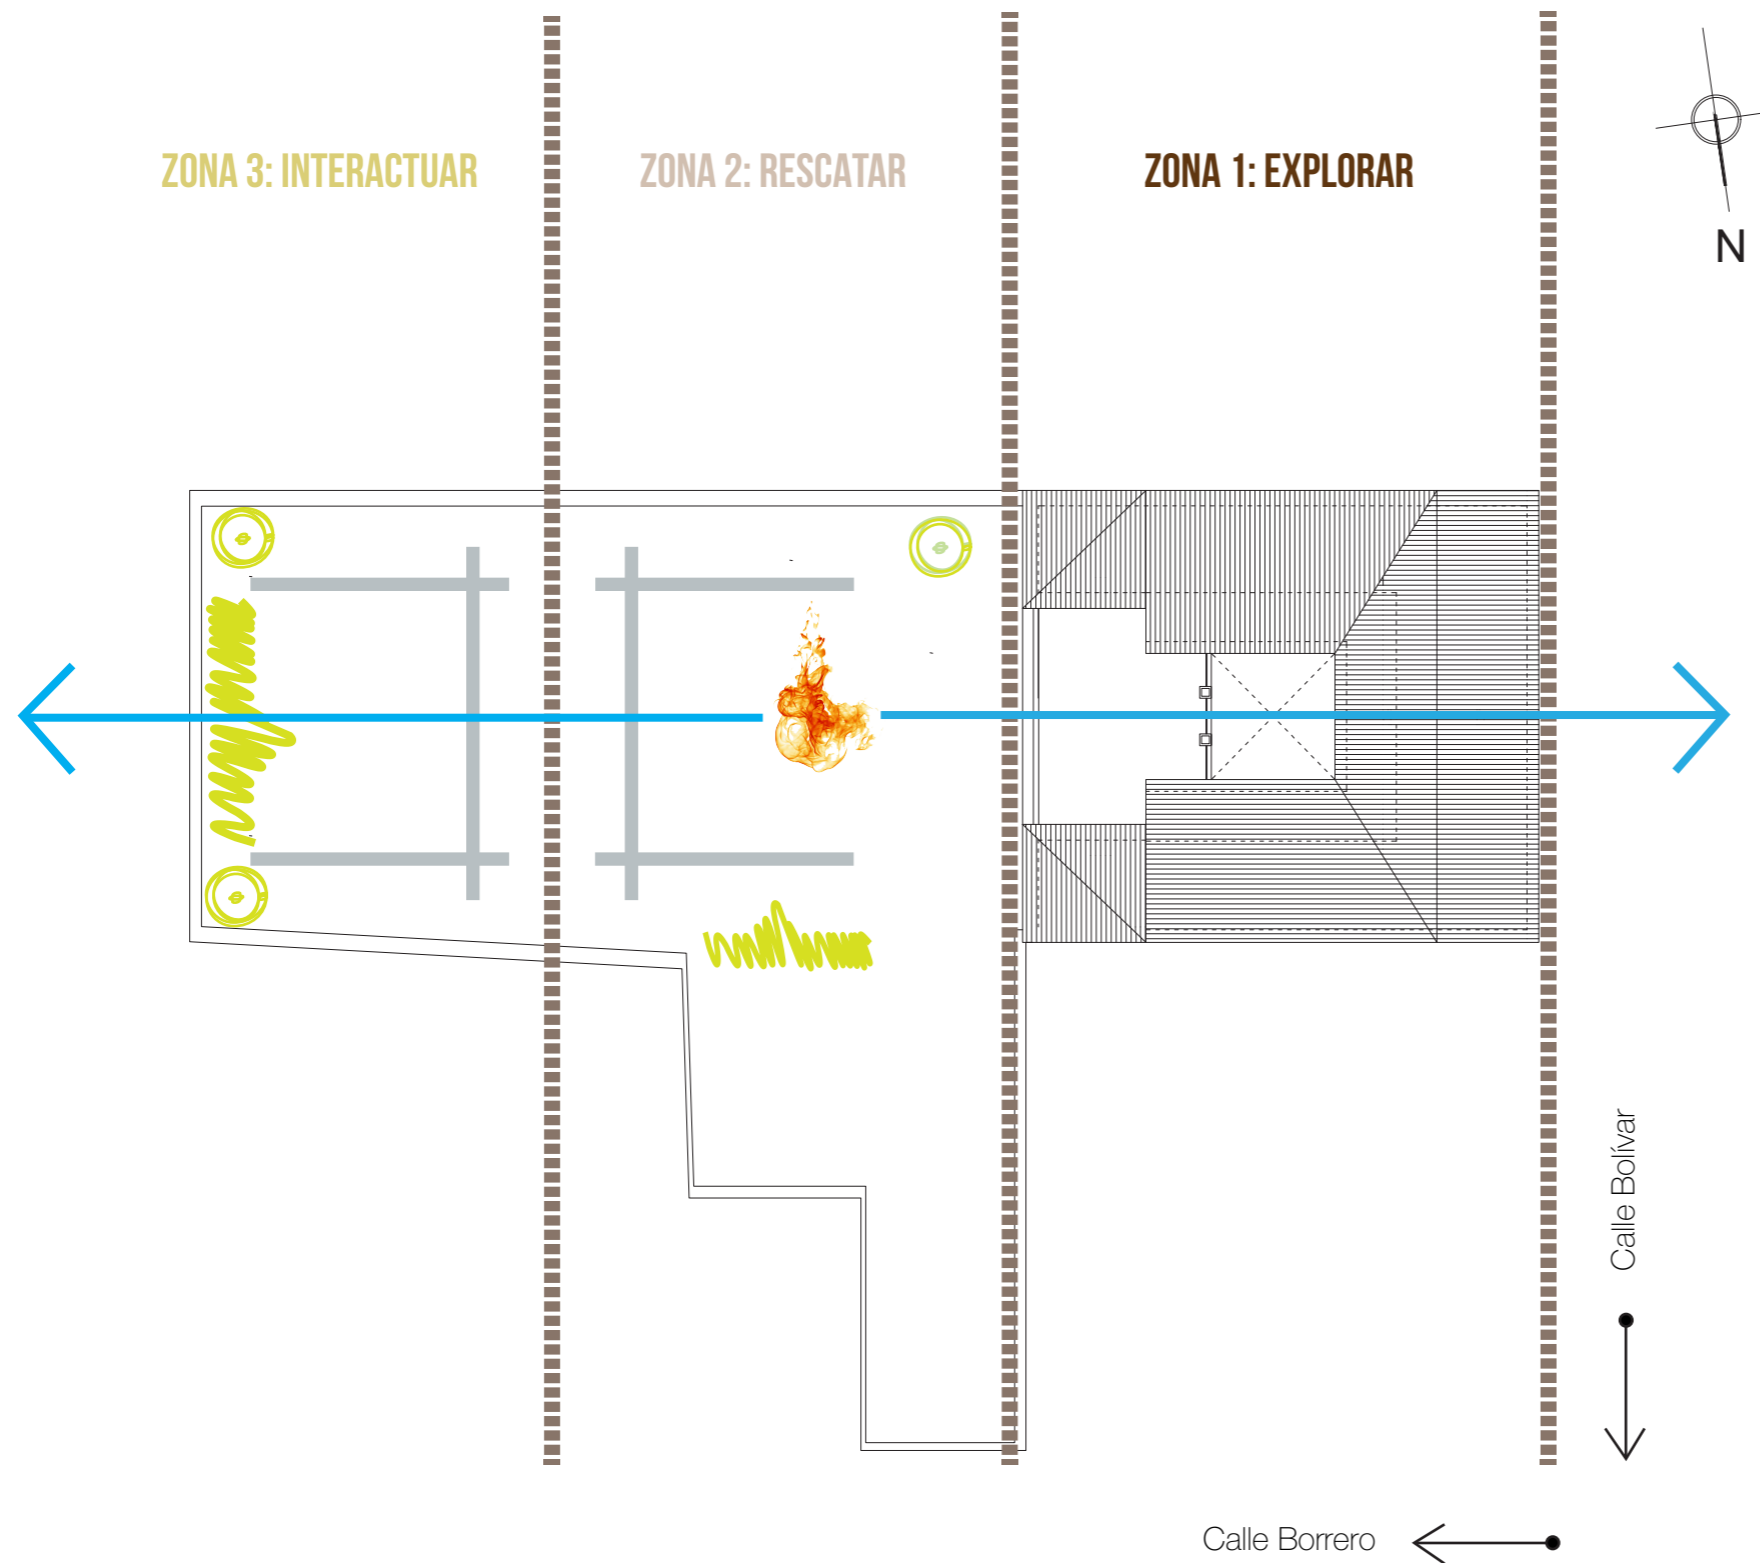 ZONA 3: INTERACTUAR
ZONA 2: RESCATAR
ZONA 1: EXPLORAR
N
Calle Bolívar
Calle Borrero